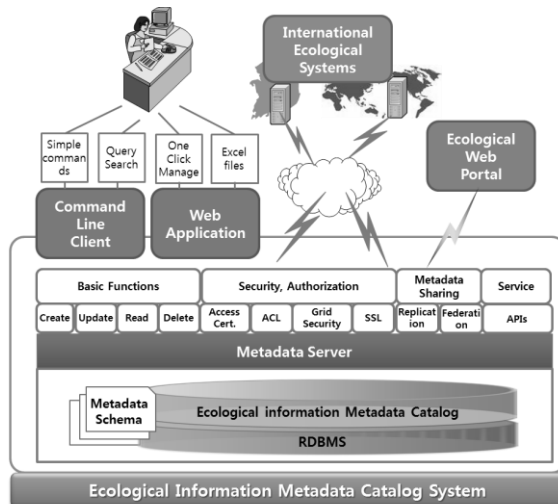 International
Ecological
Systems
Ecological
Web
Portal
Simple
comman
ds
Query
Search
One
Click
Manage
Excel
files
Command
Line
Client
Web
Application
Basic Functions
Security, Authorization
Metadata
Sharing
Service
Create
Update
Read
Delete
Access
Cert.
ACL
Grid
Security
SSL
Replicat
ion
Federati
on
APIs
Metadata Server
Metadata
Schema
Ecological information Metadata Catalog
RDBMS
Ecological Information Metadata Catalog System